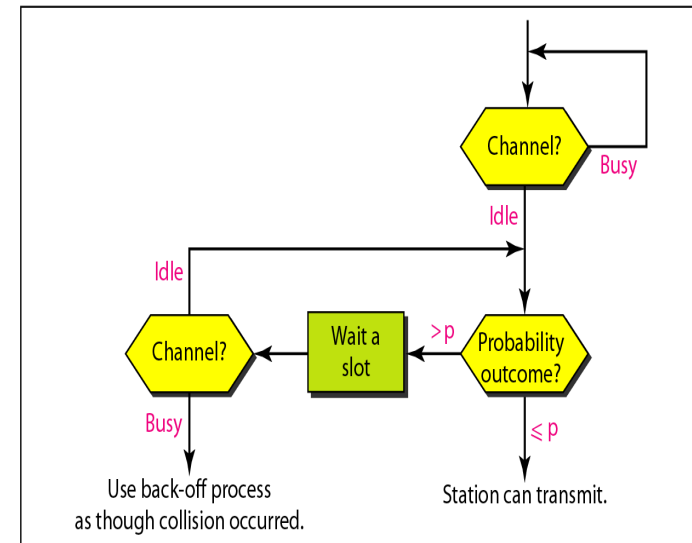 Channel?
Busy
Idle
Idle
Channel?
Wait a
slot
>p
Probability
outcome?
Busy
≤ p
Use back-off process
as though collision occurred.
Station can transmit.